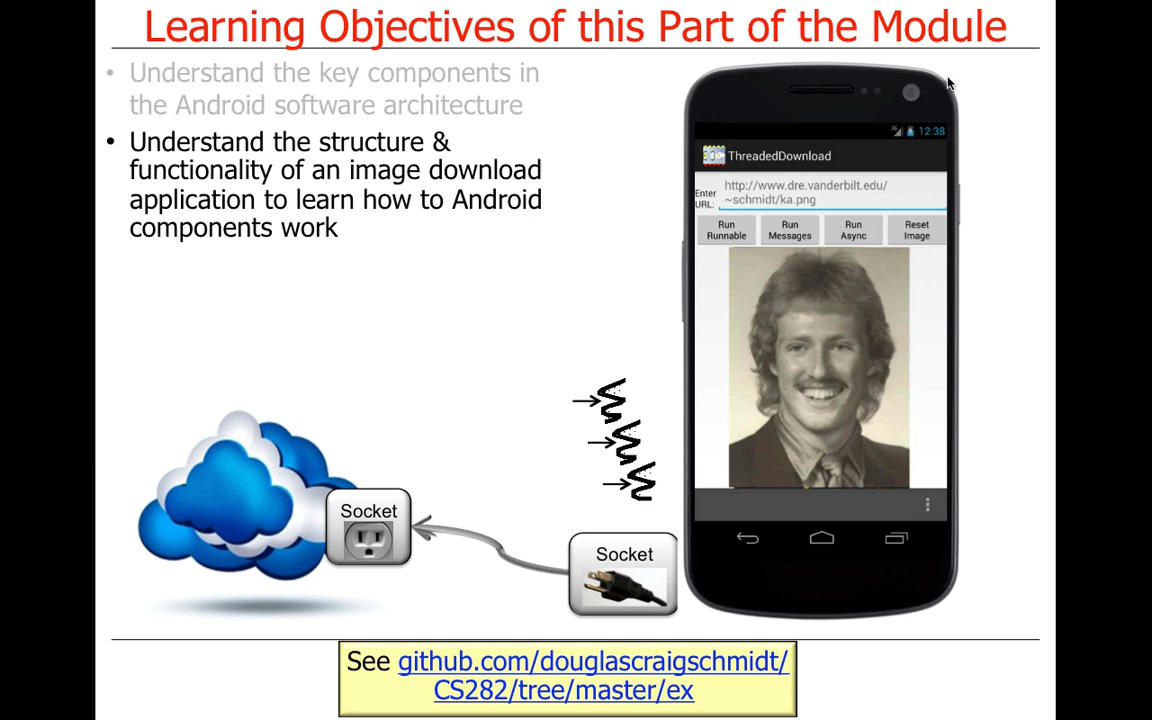 Learning Objectives of this Part of the Module
• Understand the key components in
the Android software architecture
• Understand the structure &
functionality of an image download
application to learn how to Android
components work
12:38
ThreadedDownload
Enter
URL:
http://www.dre.vanderbilt.edu/
~schmidt/ka.png
Run
Runnable
Run
Messages
Run
Async
Reset
Image
Socket
Socket
See github.com/douglascraigschmidt/
CS282/tree/master/ex